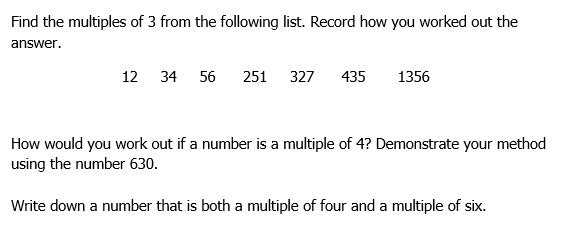 Find the multiples of 3 from the following list. Record how you worked out the
answer.
12 34 56 251 327 435 1356
How would you work out if a number is a multiple of 4? Demonstrate your method
using the number 630.
Write down a number that is both a multiple of four and a multiple of six.